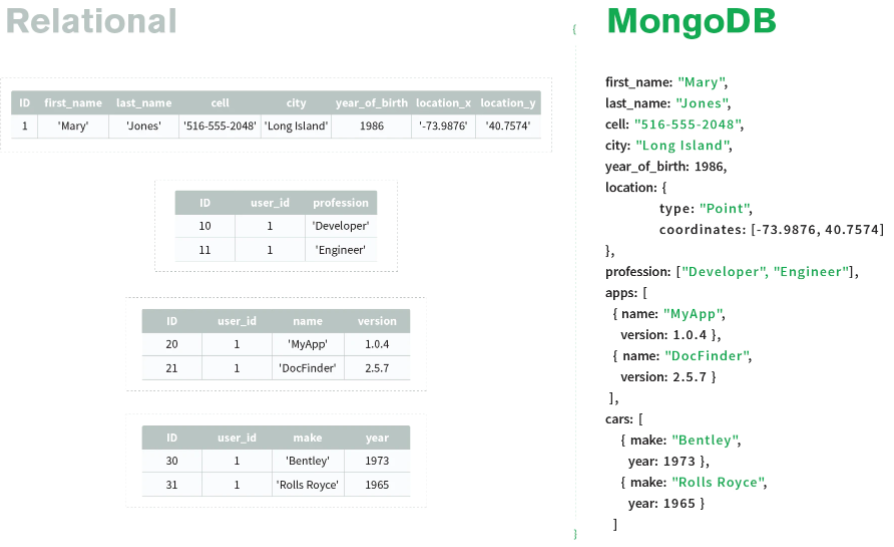 Relational
ID first_name last_name cell city year_of_birth location_x location_y
1 'Mary' 'Jones' '516-555-2048' 'Long Island' 1986 '-73.9876' '40.7574'
ID user_id profession
10 1 'Developer'
11 1 'Engineer'
ID user_id name version
20 1 'MyApp' 1.0.4
21 1 'DocFinder' 2.5.7
ID user_id make year
30 1 'Bentley' 1973
31 1 'Rolls Royce' 1965
{
MongoDB
first_name: "Mary",
last_name: "Jones",
cell: "516-555-2048",
city: "Long Island",
year_of_birth: 1986,
location: {
type: "Point",
coordinates: [-73.9876, 40.7574]
},
profession: ["Developer", "Engineer"],
apps: [
{ name: "MyApp",
version: 1.0.4 },
{ name: "DocFinder",
version: 2.5.7 }
],
cars: [
{ make: "Bentley",
year: 1973 },
{ make: "Rolls Royce",
year: 1965 }
]
}